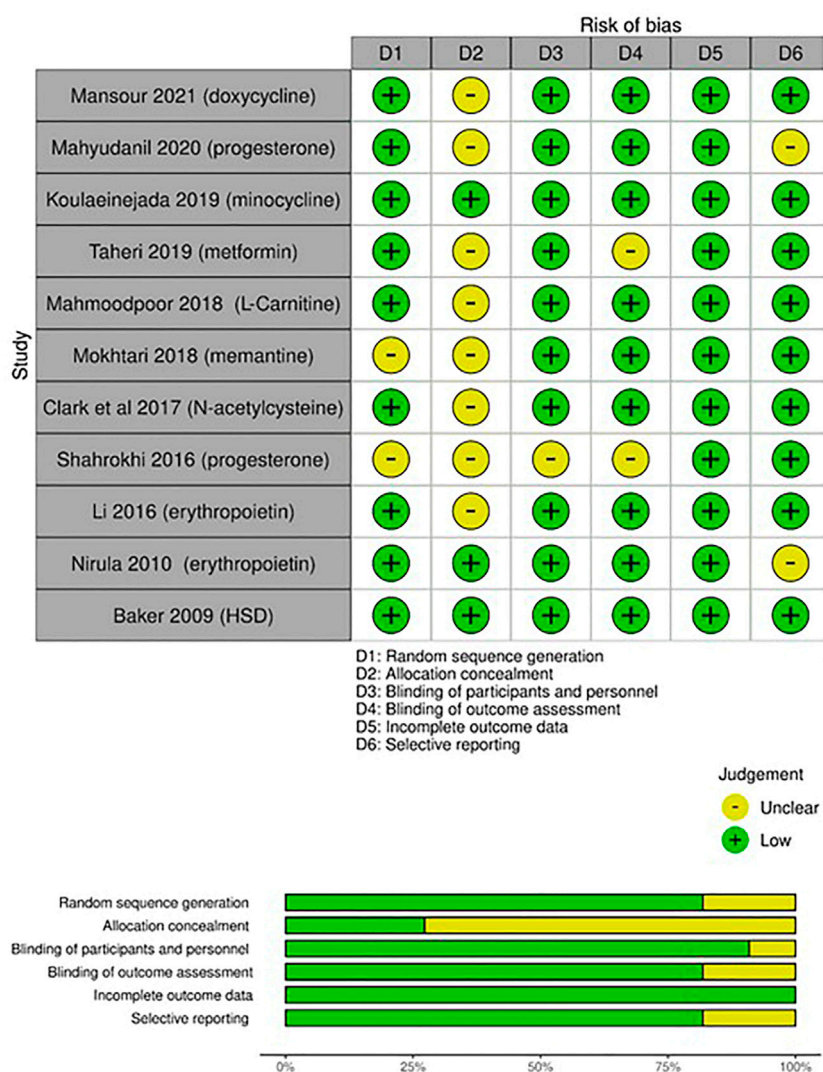 Risk of bias
D1 D2 D3 D4 D5 D6
Study
Mansour 2021 (doxycycline) + - + + + +
Mahyudanil 2020 (progesterone) + - + + + -
Koulaeinejada 2019 (minocycline) + + + + + +
Taheri 2019 (metformin) + - + - + +
Mahmoodpoor 2018 (L-Carnitine) + - + + + +
Mokhtari 2018 (memantine) - - + + + +
Clark et al 2017 (N-acetylcysteine) + - + + + +
Shahrokhi 2016 (progesterone) - - - - + +
Li 2016 (erythropoietin) + - + + + +
Nirula 2010 (erythropoietin) + + + + + -
Baker 2009 (HSD) + + + + + +
D1: Random sequence generation
D2: Allocation concealment
D3: Blinding of participants and personnel
D4: Blinding of outcome assessment
D5: Incomplete outcome data
D6: Selective reporting
Judgement
- Unclear
+ Low
Random sequence generation
Allocation concealment
Blinding of participants and personnel
Blinding of outcome assessment
Incomplete outcome data
Selective reporting
0% 25% 50% 75% 100%